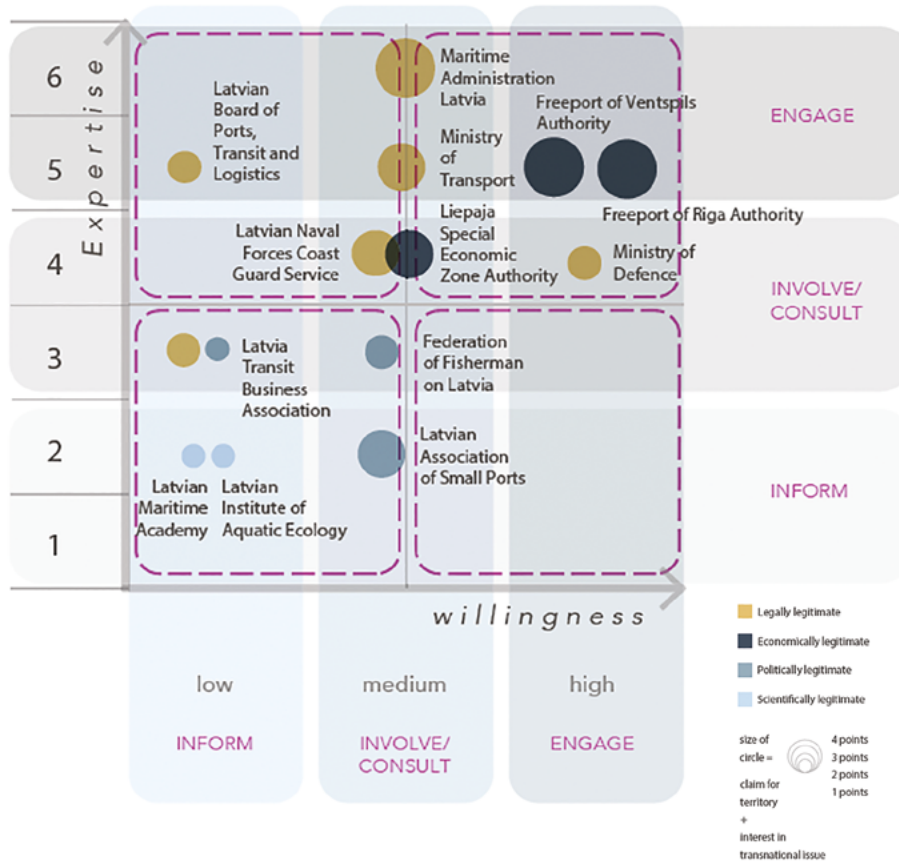 6
5
4
3
2
1
Expertise
Latvian
Board of
Ports,
Transit and
Logistics
Maritime
Administration
Latvia
Freeport of Ventspils
Authority
ENGAGE
Ministry
of
Transport
Freeport of Riga Authority
Latvian Naval
Forces Coast
Guard Service
Liepaja
Special
Economic
Zone Authority
Ministry of
Defence
INVOLVE/
CONSULT
Latvia
Transit
Business
Association
Federation
of Fisherman
on Latvia
Latvian
Maritime
Academy
Latvian
Institute of
Aquatic Ecology
Latvian
Association
of Small Ports
INFORM
willingness
low
medium
high
INFORM
INVOLVE/
CONSULT
ENGAGE
Legally legitimate
Economically legitimate
Politically legitimate
Scientifically legitimate
size of
circle =
claim for
territory
+
interest in
transnational issue
4 points
3 points
2 points
1 points